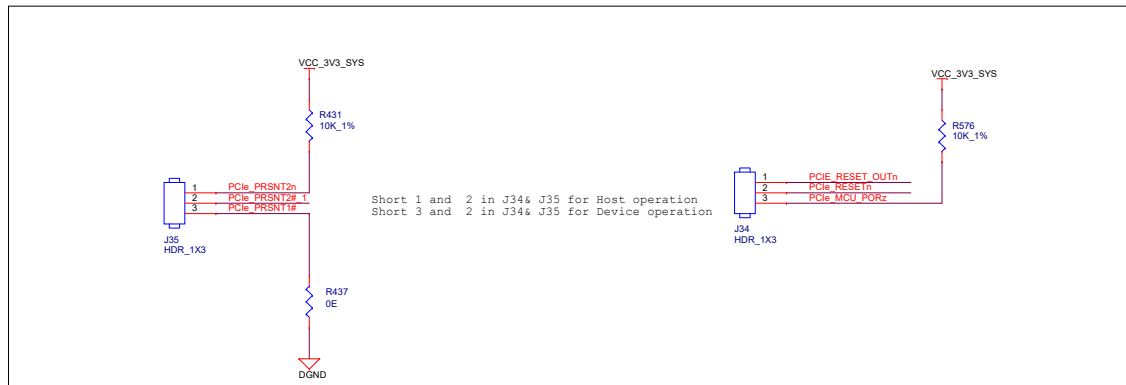 VCC_3V3_SYS
R431
10K_1%
1 PCIe_PRSNT2n
2 PCIe_PRSNT2#_1
3 PCIe_PRSNT1#
J35
HDR_1X3
R437
0E
DGND
Short 1 and  2 in J34& J35 for Host operation
Short 3 and  2 in J34& J35 for Device operation
VCC_3V3_SYS
R576
10K_1%
1 PCIE_RESET_OUTn
2 PCIe_RESETn
3 PCIe_MCU_PORz
J34
HDR_1X3